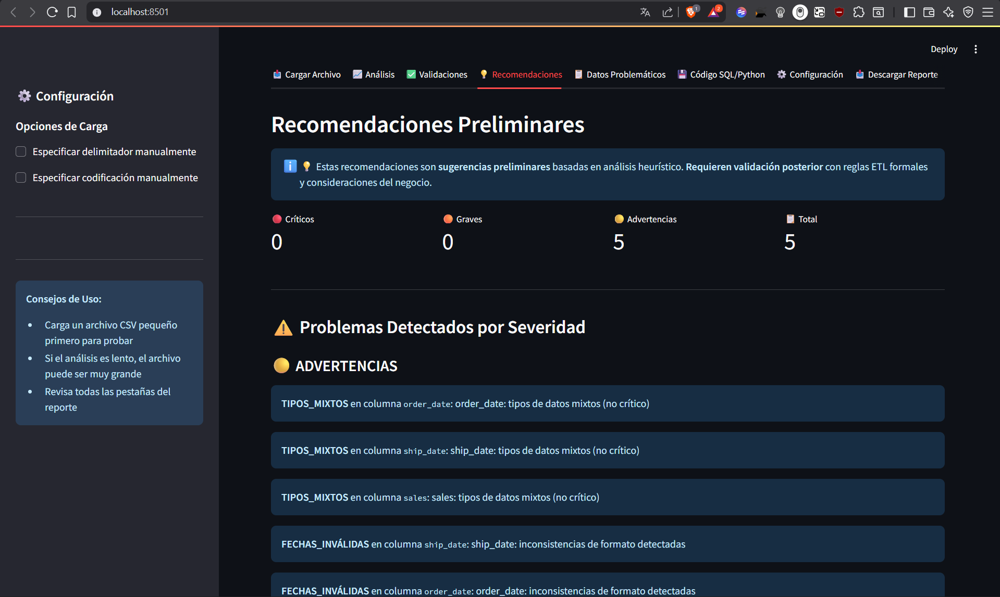 localhost:8501
1
2
Deploy
Cargar Archivo
Análisis
Validaciones
Recomendaciones
Datos Problemáticos
Código SQL/Python
Configuración
Descargar Reporte
Configuración
Opciones de Carga
Especificar delimitador manualmente
Especificar codificación manualmente
Consejos de Uso:
Carga un archivo CSV pequeño
primero para probar
Si el análisis es lento, el archivo
puede ser muy grande
Revisa todas las pestañas del
reporte
Recomendaciones Preliminares
Estas recomendaciones son sugerencias preliminares basadas en análisis heurístico. Requieren validación posterior con reglas ETL formales
y consideraciones del negocio.
Críticos
0
Graves
0
Advertencias
5
Total
5
Problemas Detectados por Severidad
ADVERTENCIAS
TIPOS_MIXTOS en columna order_date: order_date: tipos de datos mixtos (no crítico)
TIPOS_MIXTOS en columna ship_date: ship_date: tipos de datos mixtos (no crítico)
TIPOS_MIXTOS en columna sales: sales: tipos de datos mixtos (no crítico)
FECHAS_INVÁLIDAS en columna ship_date: ship_date: inconsistencias de formato detectadas
FECHAS_INVÁLIDAS en columna order_date: order_date: inconsistencias de formato detectadas